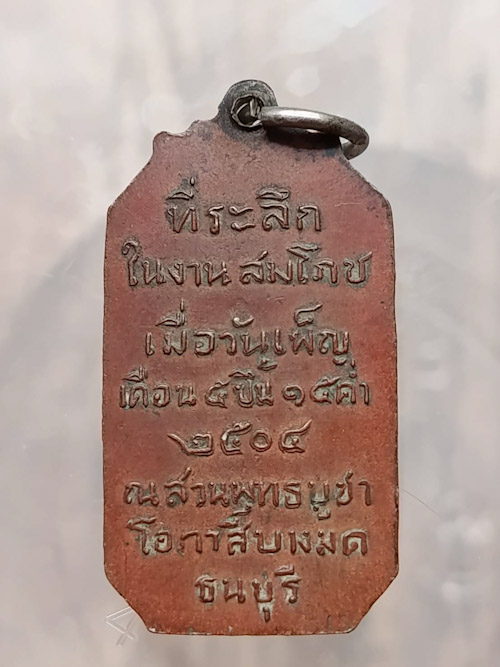 ที่ระลึก
ในงานสมโภช
เมื่อวันเพ็ญ
เดือน ๕ ปีนี้ ๑๕ ค่ำ
๒๕๐๔
ณ สวนพุทธบูชา
โอภาสี บางมด
ธนบุรี